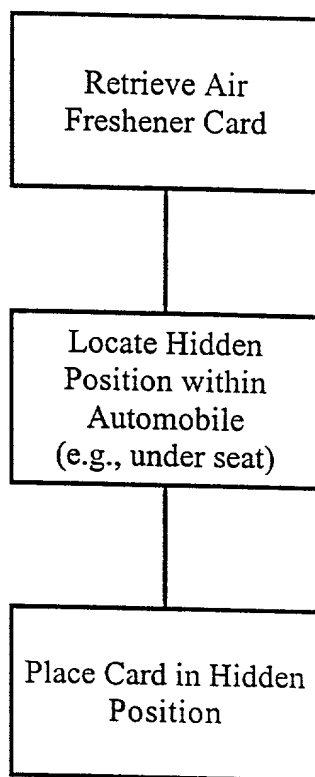 Retrieve Air
Freshener Card
Locate Hidden
Position within
Automobile
(e.g., under seat)
Place Card in Hidden
Position